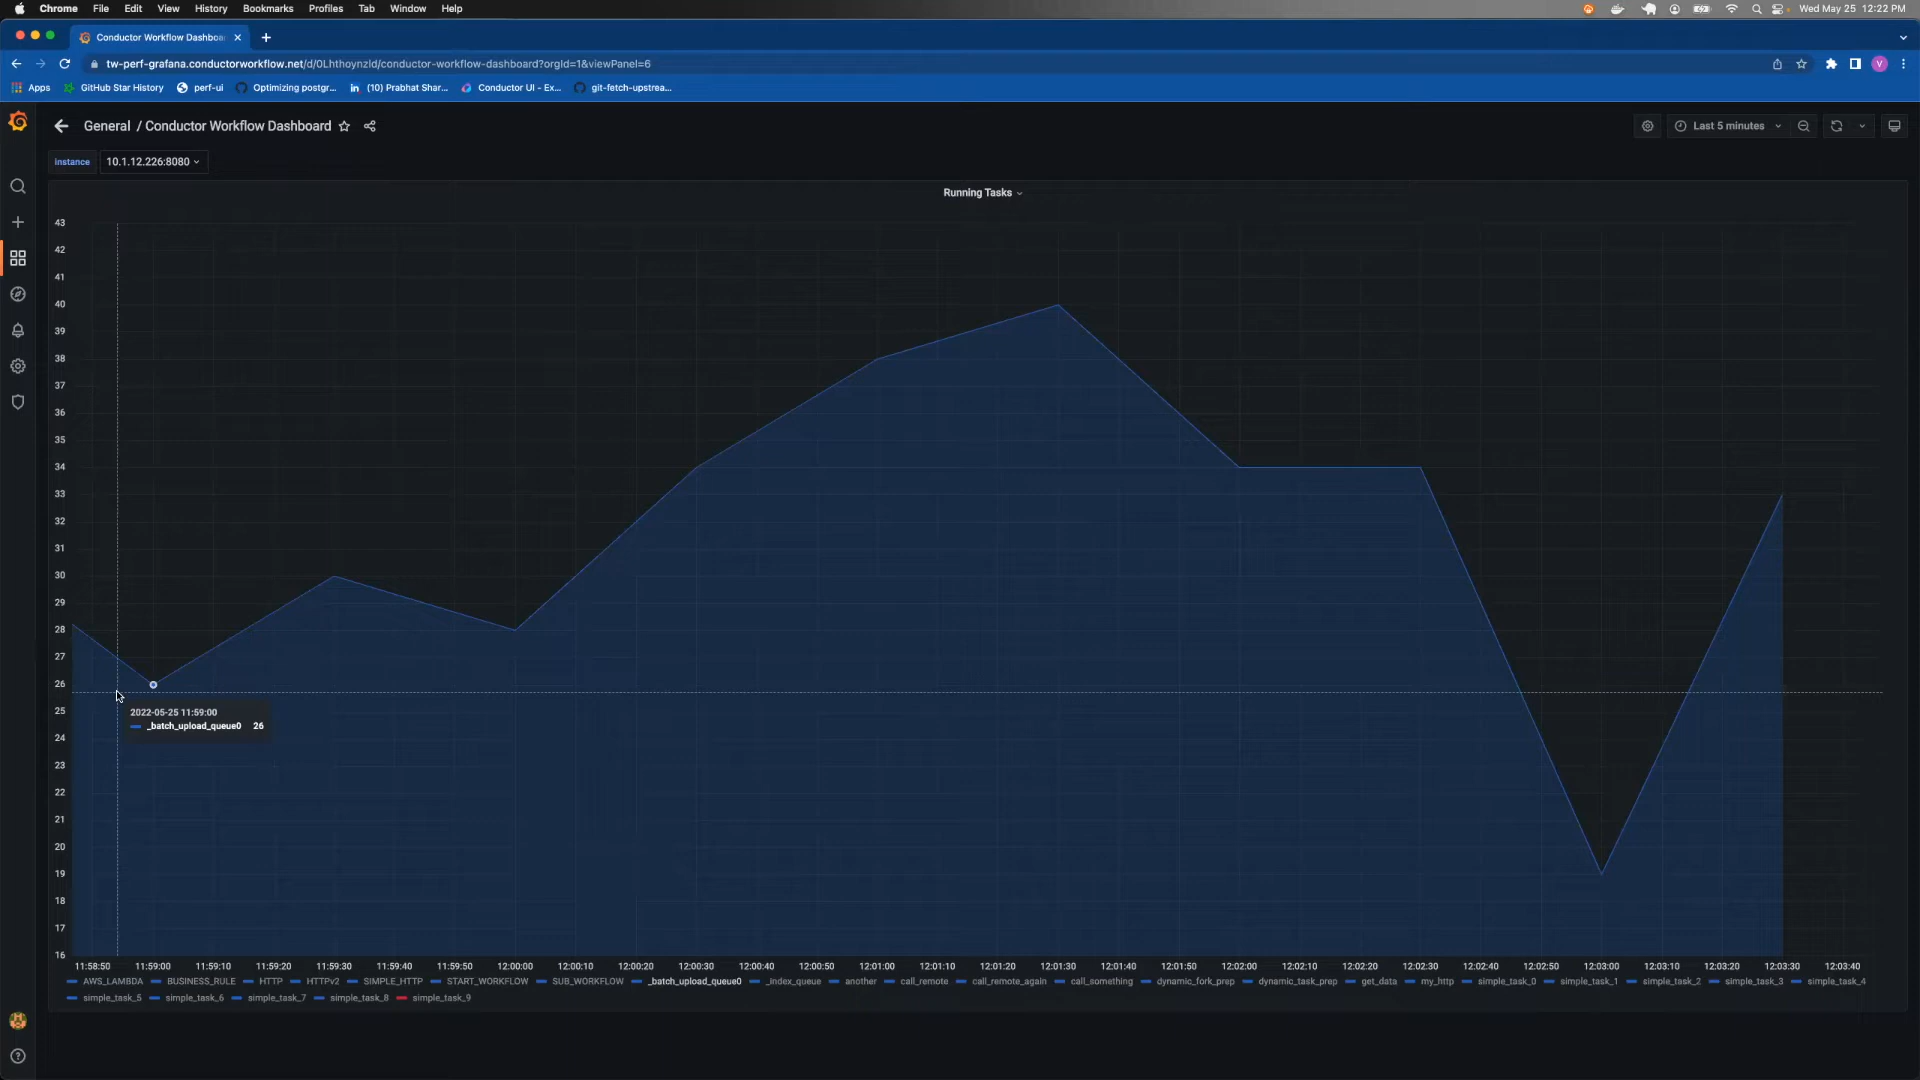 Chrome File Edit View History Bookmarks Profiles Tab Window Help Wed May 25 12:22 PM
Conductor Workflow Dashboa
tw-perf-grafana.conductorworkflow.net/d/0Lhthoynzld/conductor-workflow-dashboard?orgId=1&viewPanel=6
Apps GitHub Star History perf-ui Optimizing postgr... (10) Prabhat Shar... Conductor UI - Ex... git-fetch-upstrea...
General / Conductor Workflow Dashboard Last 5 minutes
instance 10.1.12.226:8080
Running Tasks
43
42
41
40
39
38
37
36
35
34
33
32
31
30
29
28
27
26
25
24
23
22
21
20
19
18
17
16
2022-05-25 11:59:00
_batch_upload_queue0 26
11:58:50 11:59:00 11:59:10 11:59:20 11:59:30 11:59:40 11:59:50 12:00:00 12:00:10 12:00:20 12:00:30 12:00:40 12:00:50 12:01:00 12:01:10 12:01:20 12:01:30 12:01:40 12:01:50 12:02:00 12:02:10 12:02:20 12:02:30 12:02:40 12:02:50 12:03:00 12:03:10 12:03:20 12:03:30 12:03:40
AWS_LAMBDA BUSINESS_RULE HTTP HTTPv2 SIMPLE_HTTP START_WORKFLOW SUB_WORKFLOW _batch_upload_queue0 _index_queue another call_remote call_remote_again call_something dynamic_fork_prep dynamic_task_prep get_data my_http simple_task_0 simple_task_1 simple_task_2 simple_task_3 simple_task_4
simple_task_5 simple_task_6 simple_task_7 simple_task_8 simple_task_9